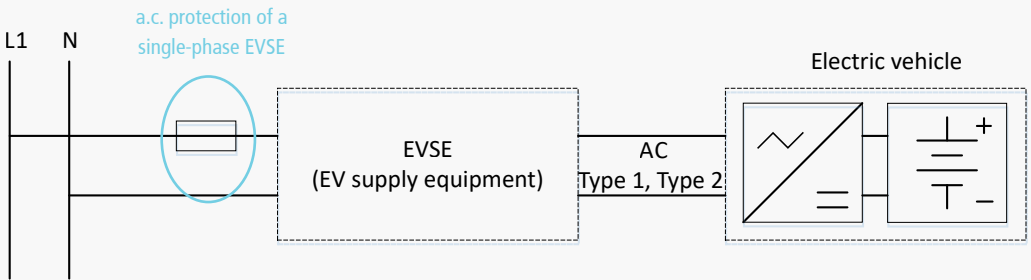 a.c. protection of a
single-phase EVSE
L1 N
Electric vehicle
EVSE
(EV supply equipment)
AC
Type 1, Type 2
+
−